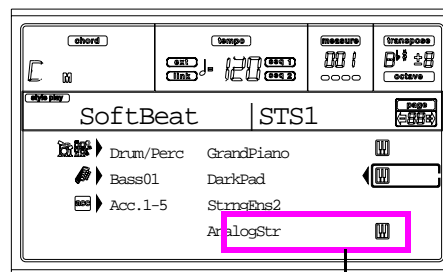 chord tempo measure transpose
C M ext link ♩= 120 seq 1 seq 2 001 B♭♮ ±8
octave
style play page
SoftBeat STS1
Drum/Perc GrandPiano
Bass01 DarkPad
acc Acc.1-5 StrngEns2
AnalogStr